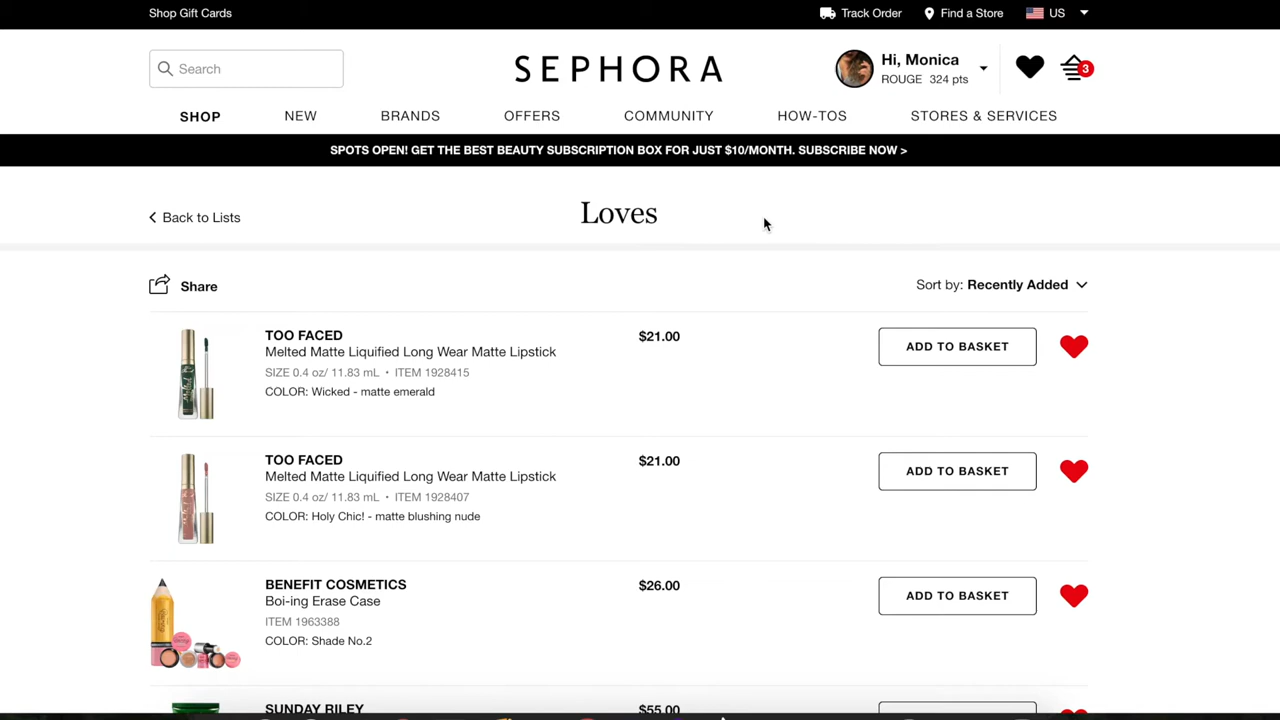 Shop Gift Cards
Track Order
Find a Store
US
Search
SEPHORA
Hi, Monica
ROUGE 324 pts
3
SHOP
NEW
BRANDS
OFFERS
COMMUNITY
HOW-TOS
STORES & SERVICES
SPOTS OPEN! GET THE BEST BEAUTY SUBSCRIPTION BOX FOR JUST $10/MONTH. SUBSCRIBE NOW >
Back to Lists
Loves
Share
Sort by: Recently Added
TOO FACED
Melted Matte Liquified Long Wear Matte Lipstick
SIZE 0.4 oz/ 11.83 mL • ITEM 1928415
COLOR: Wicked - matte emerald
$21.00
ADD TO BASKET
TOO FACED
Melted Matte Liquified Long Wear Matte Lipstick
SIZE 0.4 oz/ 11.83 mL • ITEM 1928407
COLOR: Holy Chic! - matte blushing nude
$21.00
ADD TO BASKET
BENEFIT COSMETICS
Boi-ing Erase Case
ITEM 1963388
COLOR: Shade No.2
$26.00
ADD TO BASKET
SUNDAY RILEY
$55.00